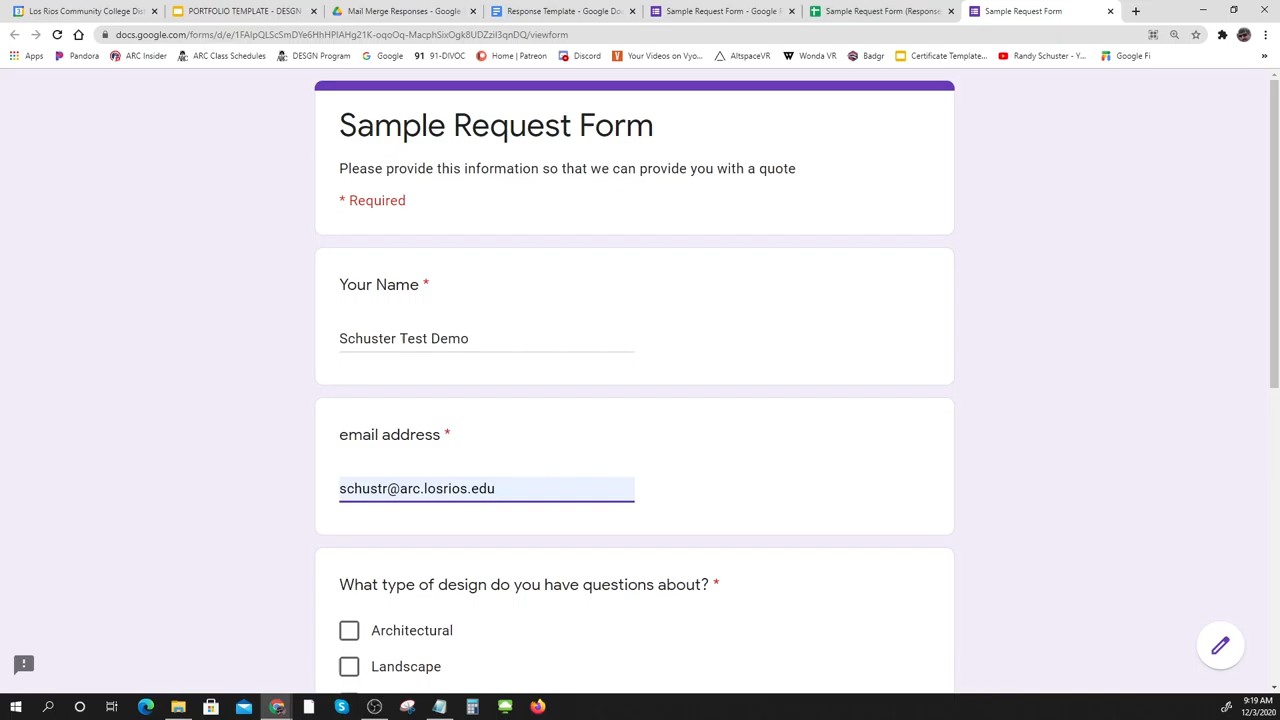 Los Rios Community College Dis
PORTFOLIO TEMPLATE - DESGN
Mail Merge Responses - Google
Response Template - Google Do
Sample Request Form - Google F
Sample Request Form (Response
Sample Request Form
docs.google.com/forms/d/e/1FAIpQLScSmDYe6HhHPIAHg21K-oqoOq-MacphSixOgk8UDZziI3qnDQ/viewform
Apps
Pandora
ARC Insider
ARC Class Schedules
DESGN Program
Google
91 91-DIVOC
Home | Patreon
Discord
Your Videos on Vyo...
AltspaceVR
Wonda VR
Badgr
Certificate Template...
Randy Schuster - Y...
Google Fi
»
Sample Request Form
Please provide this information so that we can provide you with a quote
* Required
Your Name *
Schuster Test Demo
email address *
schustr@arc.losrios.edu
What type of design do you have questions about? *
Architectural
Landscape
9:19 AM
12/3/2020